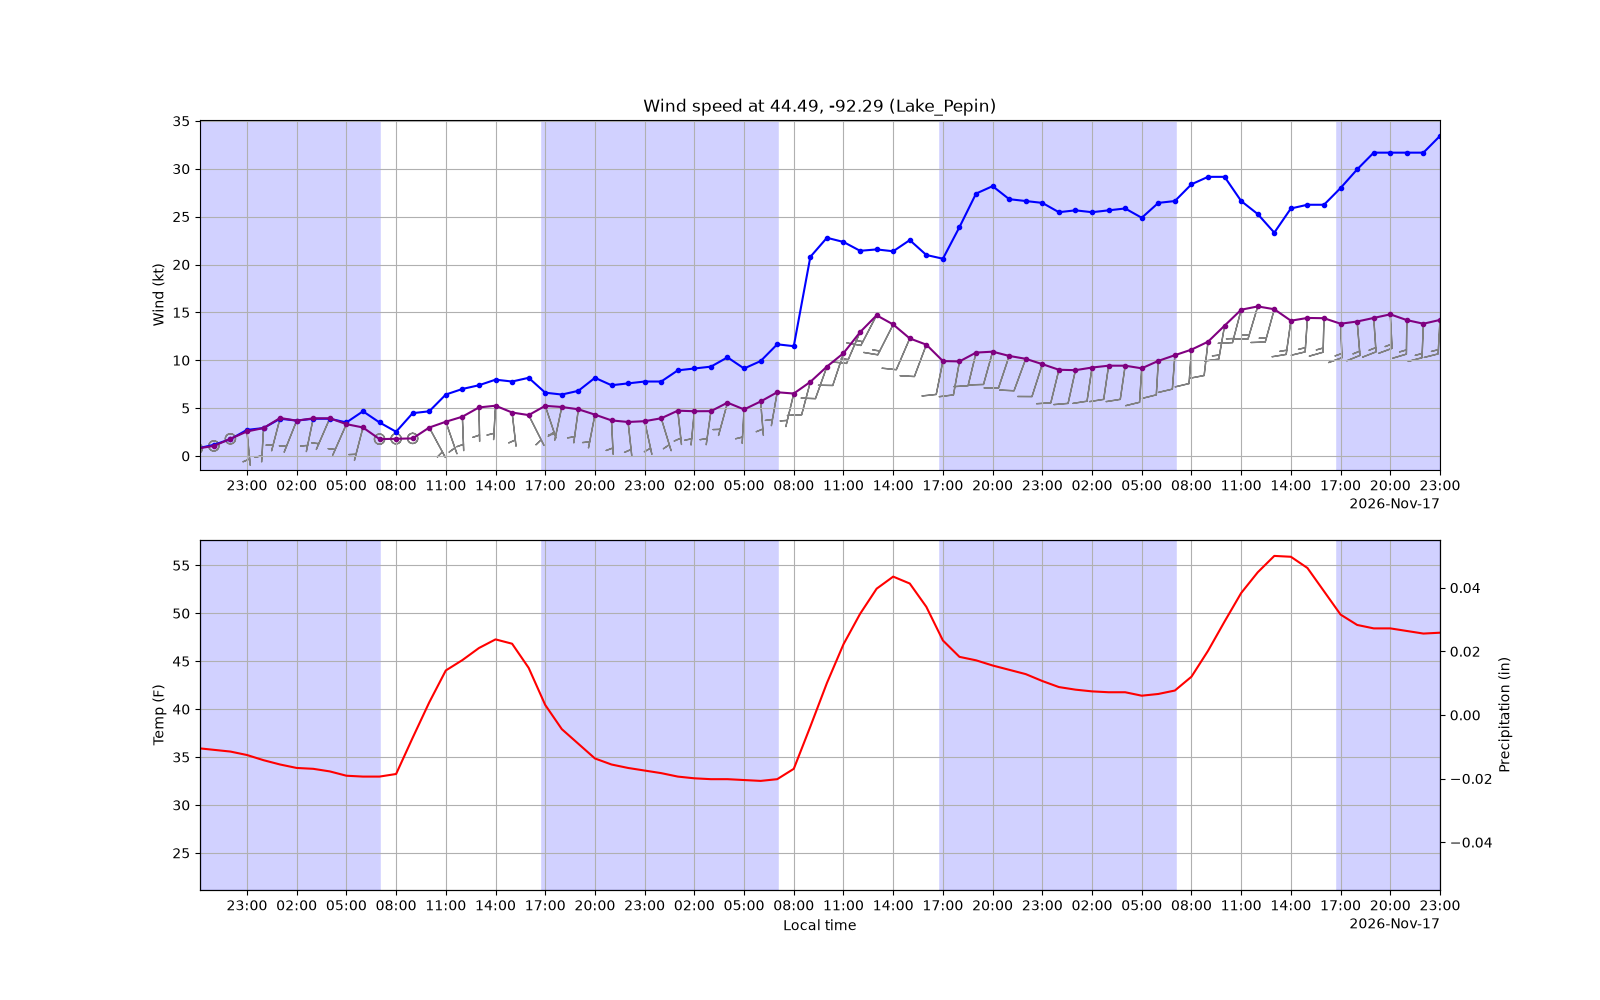 Wind speed at 44.49, -92.29 (Lake_Pepin)
35
30
25
20
15
10
5
0
Wind (kt)
23:00 02:00 05:00 08:00 11:00 14:00 17:00 20:00 23:00 02:00 05:00 08:00 11:00 14:00 17:00 20:00 23:00 02:00 05:00 08:00 11:00 14:00 17:00 20:00 23:00
2026-Nov-17
55
50
45
40
35
30
25
Temp (F)
0.04
0.02
0.00
−0.02
−0.04
Precipitation (in)
23:00 02:00 05:00 08:00 11:00 14:00 17:00 20:00 23:00 02:00 05:00 08:00 11:00 14:00 17:00 20:00 23:00 02:00 05:00 08:00 11:00 14:00 17:00 20:00 23:00
Local time
2026-Nov-17